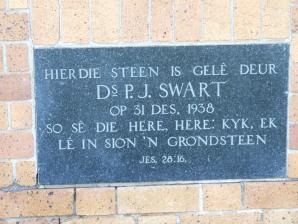 HIERDIE STEEN IS GELÊ DEUR
Ds P. J. SWART
OP 31 DES. 1938
SO SÊ DIE HERE, HERE: KYK, EK
LÊ IN SION 'N GRONDSTEEN
JES. 28:16.